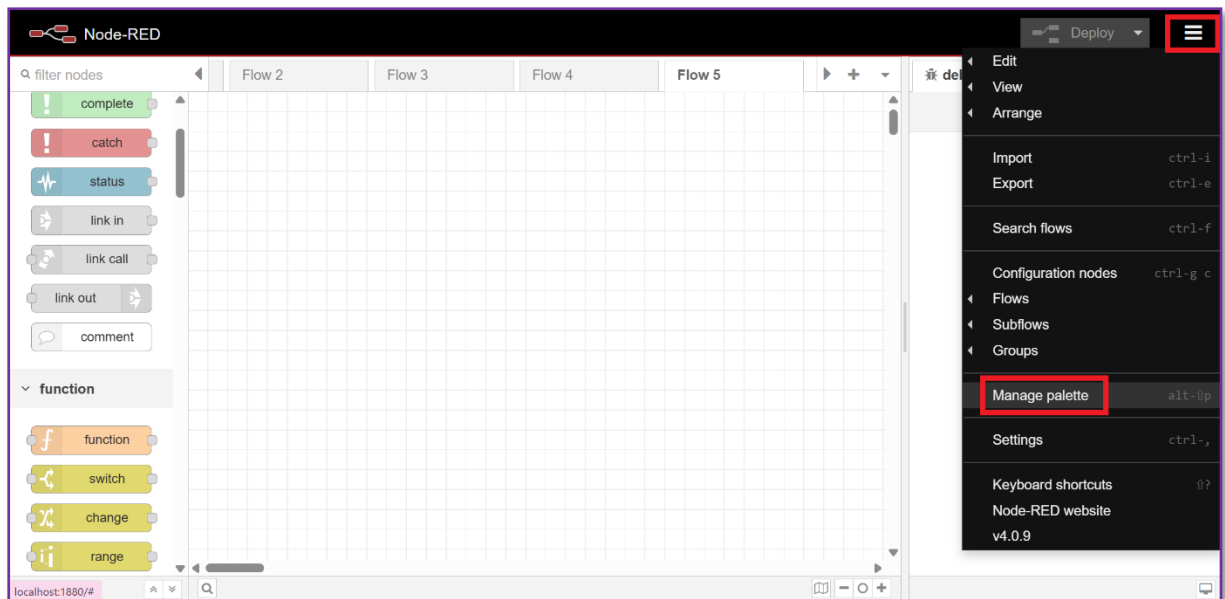 Node-RED
Deploy
filter nodes
Flow 2
Flow 3
Flow 4
Flow 5
complete
catch
status
link in
link call
link out
comment
function
function
switch
change
range
localhost:1880/#
Edit
View
Arrange
Import ctrl-i
Export ctrl-e
Search flows ctrl-f
Configuration nodes ctrl-g c
Flows
Subflows
Groups
Manage palette alt-⇧p
Settings ctrl-,
Keyboard shortcuts ⇧?
Node-RED website
v4.0.9